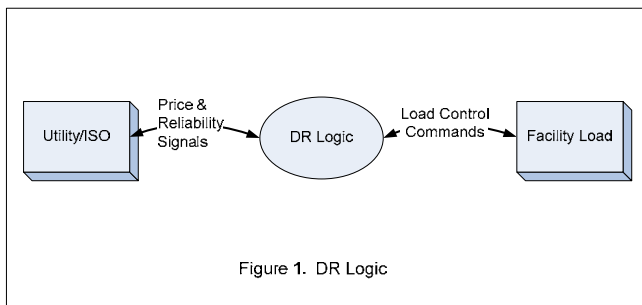 Utility/ISO
Price &
Reliability
Signals
DR Logic
Load Control
Commands
Facility Load
Figure 1. DR Logic